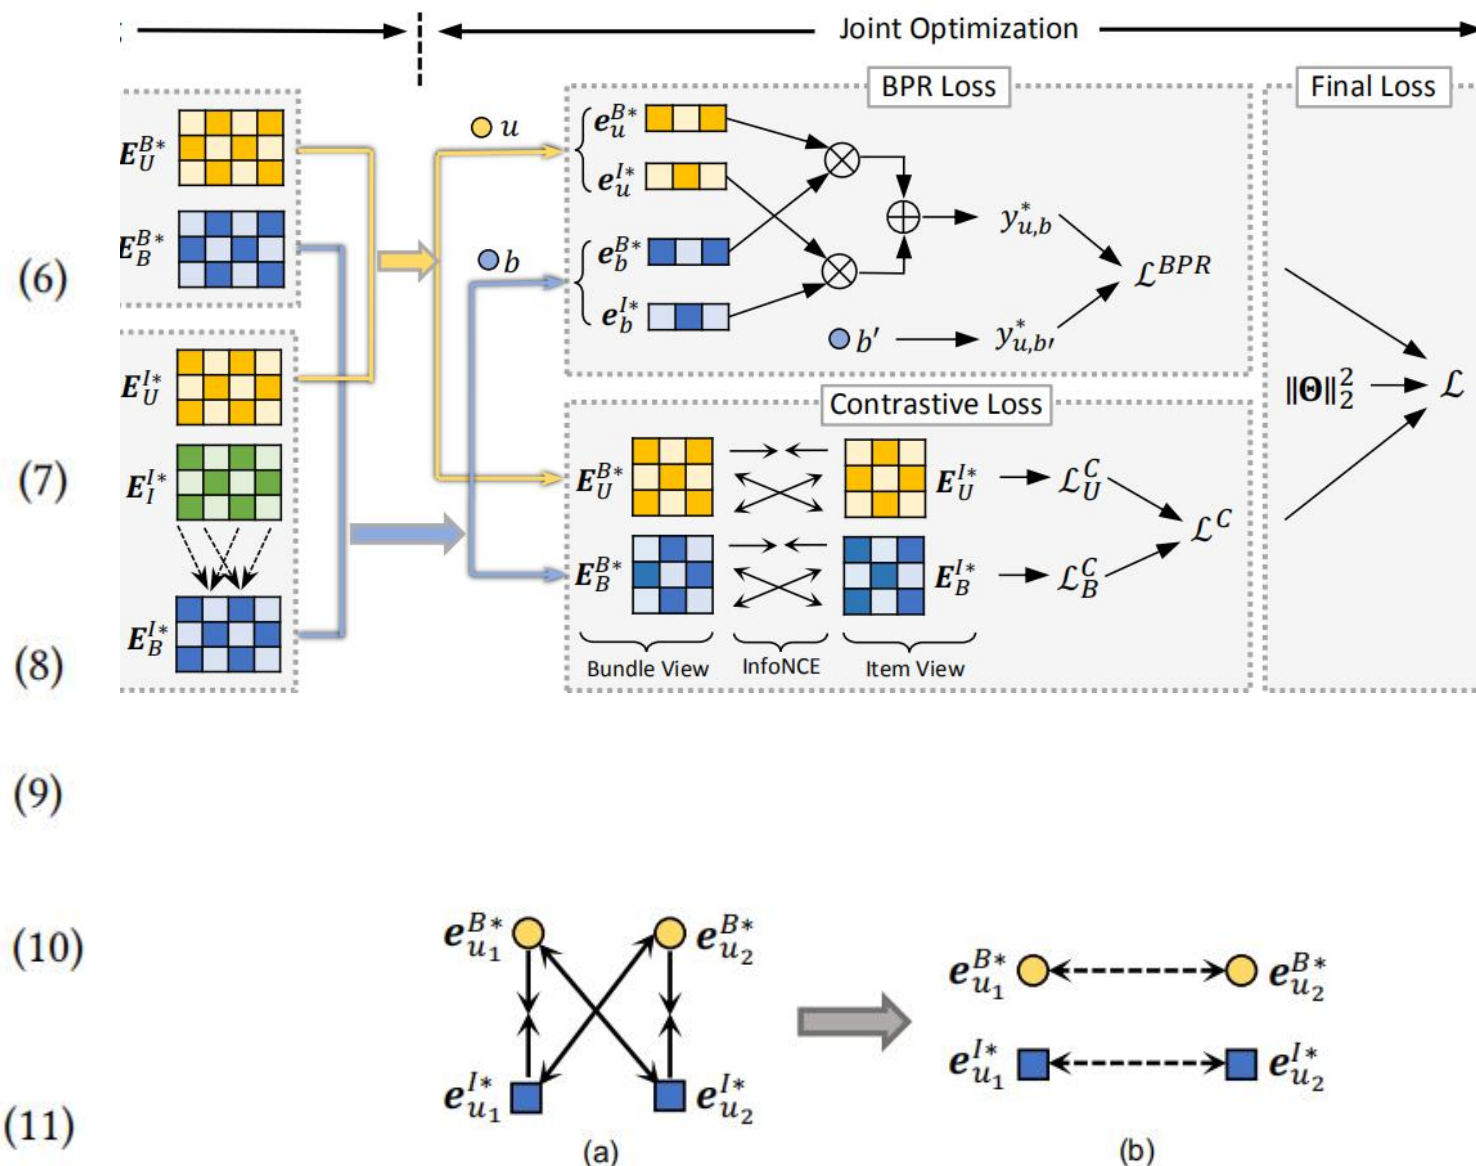 Joint Optimization
BPR Loss
Final Loss
E_U^{B*}
E_B^{B*}
(6)
E_U^{I*}
E_I^{I*}
(7)
E_B^{I*}
(8)
u
b
e_u^{B*}
e_u^{I*}
e_b^{B*}
e_b^{I*}
y_{u,b}^*
b′
y_{u,b′}^*
ℒ^{BPR}
‖Θ‖_2^2
ℒ
Contrastive Loss
E_U^{B*}
E_U^{I*}
ℒ_U^C
ℒ^C
E_B^{B*}
E_B^{I*}
ℒ_B^C
Bundle View
InfoNCE
Item View
(9)
(10)
e_{u_1}^{B*}
e_{u_2}^{B*}
e_{u_1}^{I*}
e_{u_2}^{I*}
(a)
e_{u_1}^{B*}
e_{u_2}^{B*}
e_{u_1}^{I*}
e_{u_2}^{I*}
(b)
(11)